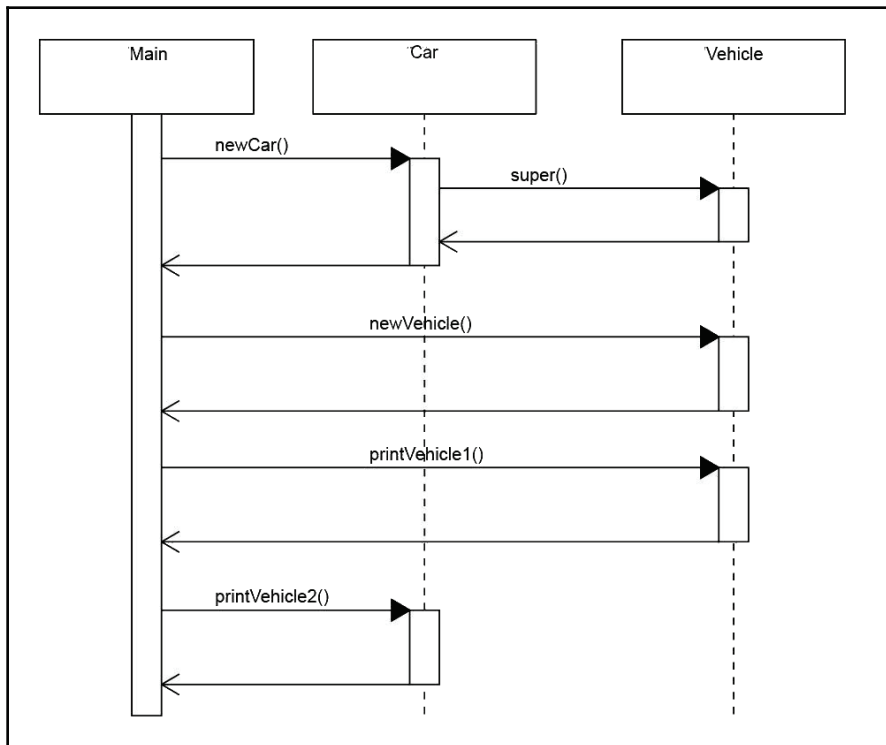 Main
Car
Vehicle
newCar()
super()
newVehicle()
printVehicle1()
printVehicle2()